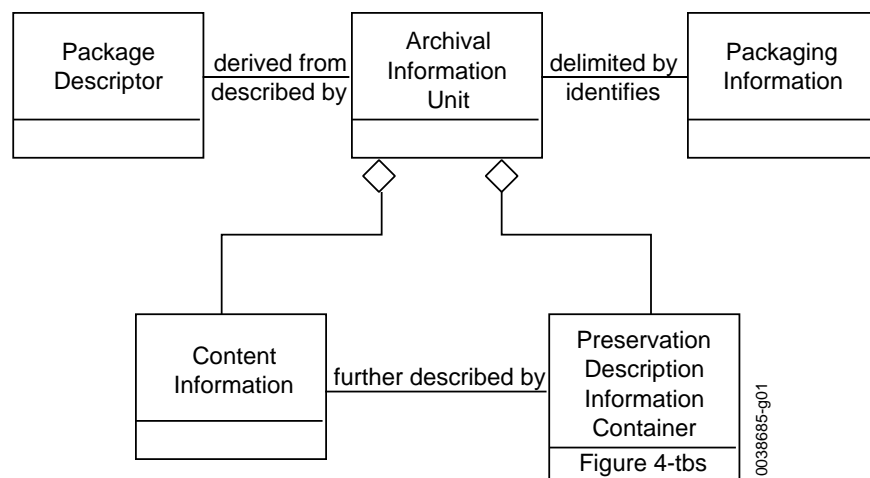 Package
Descriptor
derived from
described by
Archival
Information
Unit
delimited by
identifies
Packaging
Information
Content
Information
further described by
Preservation
Description
Information
Container
Figure 4-tbs
0038685-g01